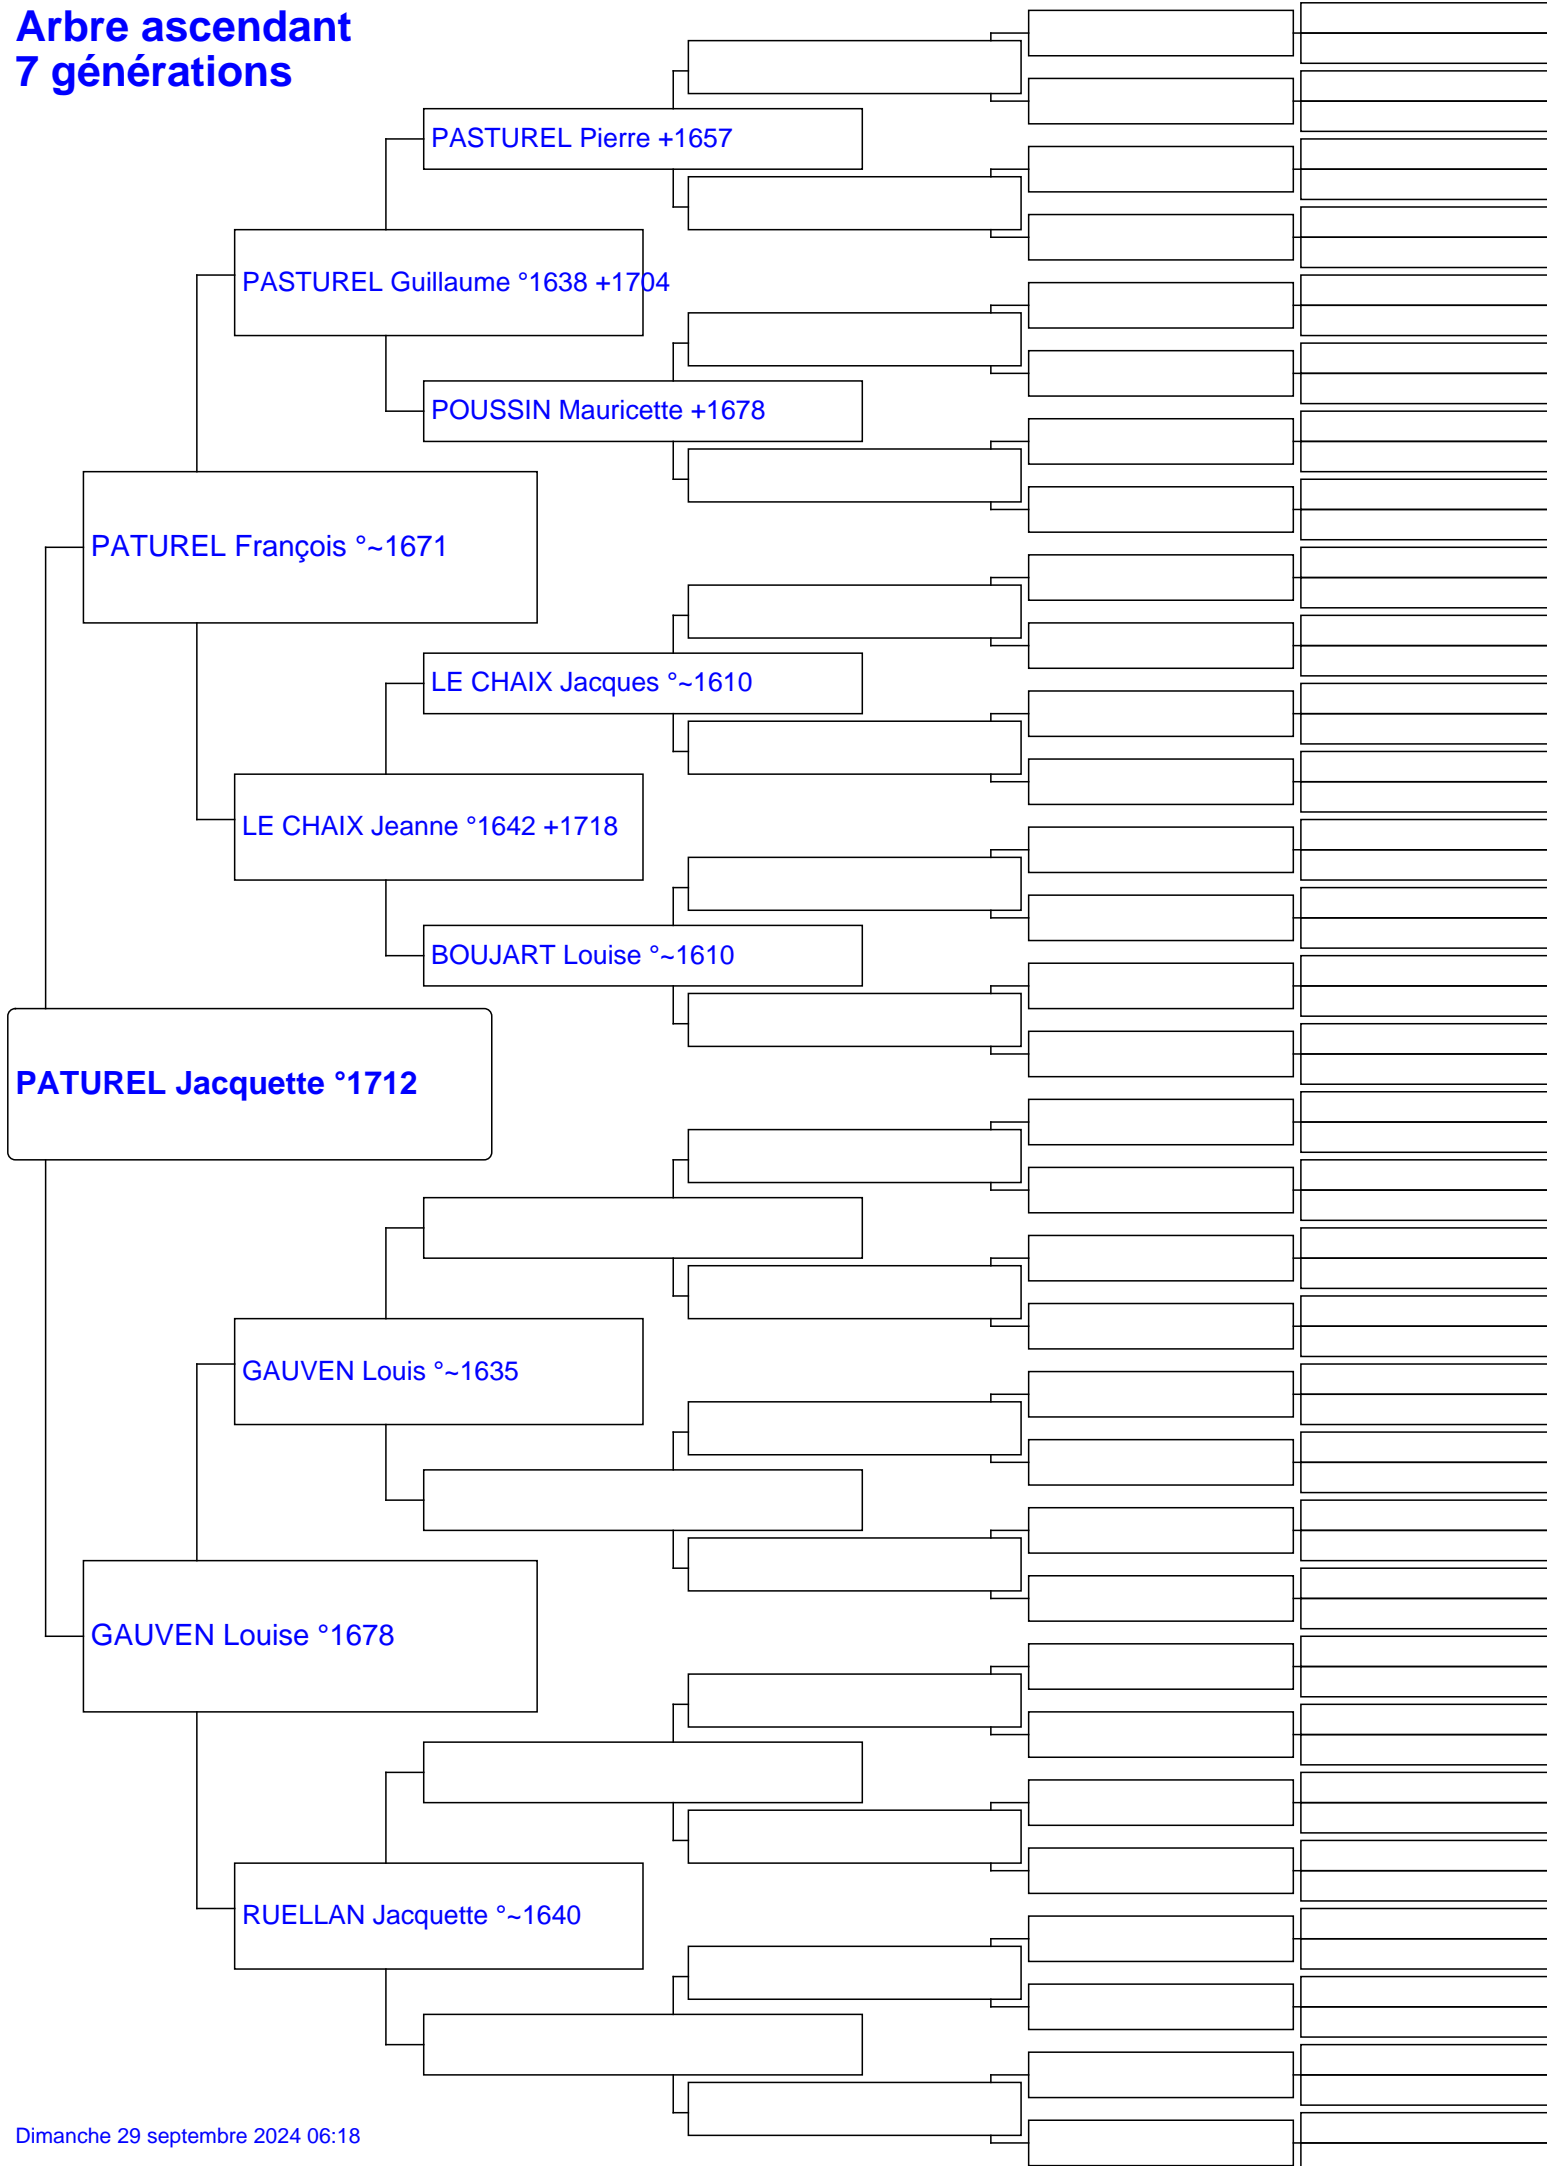 Arbre ascendant
7 générations
PASTUREL Pierre +1657
PASTUREL Guillaume °1638 +1704
POUSSIN Mauricette +1678
PATUREL François °~1671
LE CHAIX Jacques °~1610
LE CHAIX Jeanne °1642 +1718
BOUJART Louise °~1610
PATUREL Jacquette °1712
GAUVEN Louis °~1635
GAUVEN Louise °1678
RUELLAN Jacquette °~1640
Dimanche 29 septembre 2024 06:18